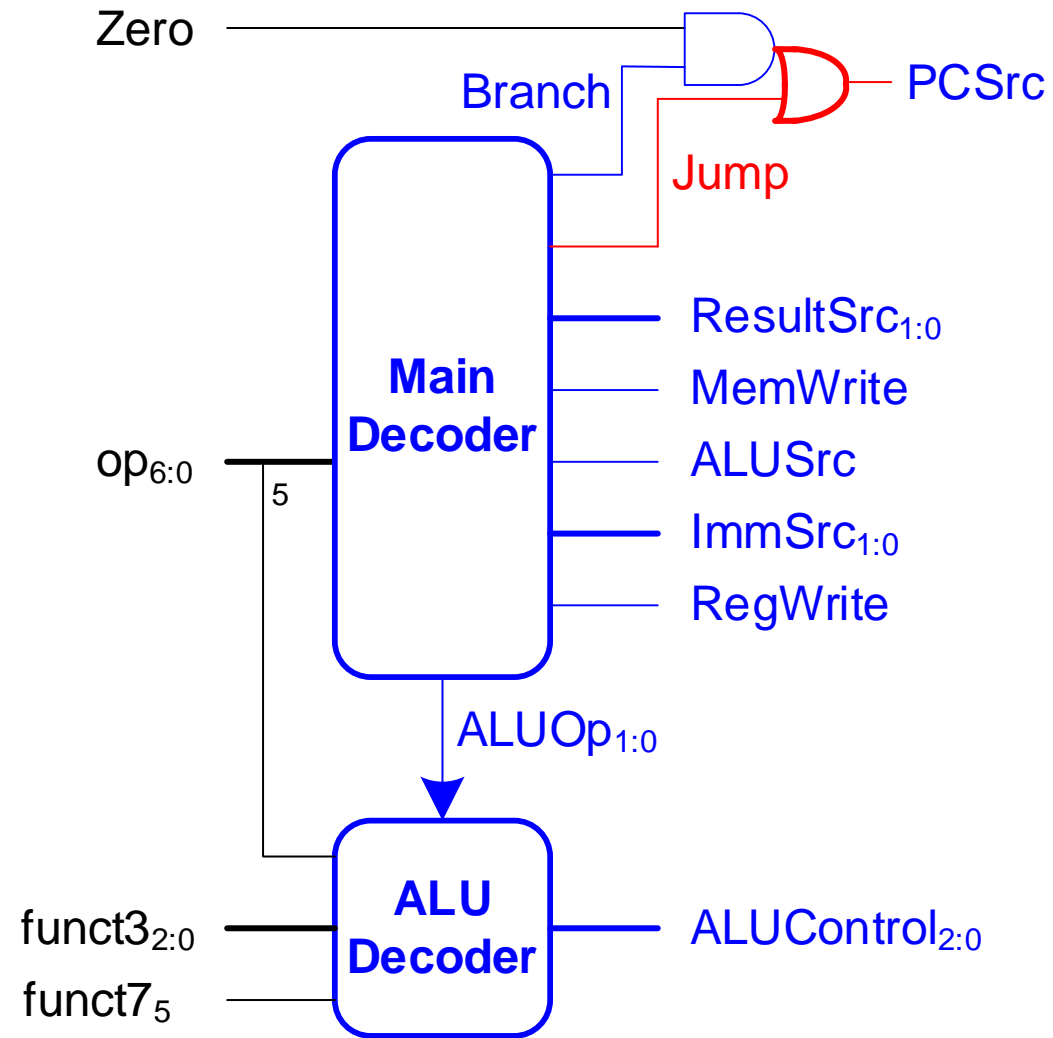 Zero
Branch
PCSrc
Jump
ResultSrc1:0
Main
Decoder
MemWrite
op6:0
5
ALUSrc
ImmSrc1:0
RegWrite
ALUOp1:0
ALU
Decoder
funct32:0
ALUControl2:0
funct75